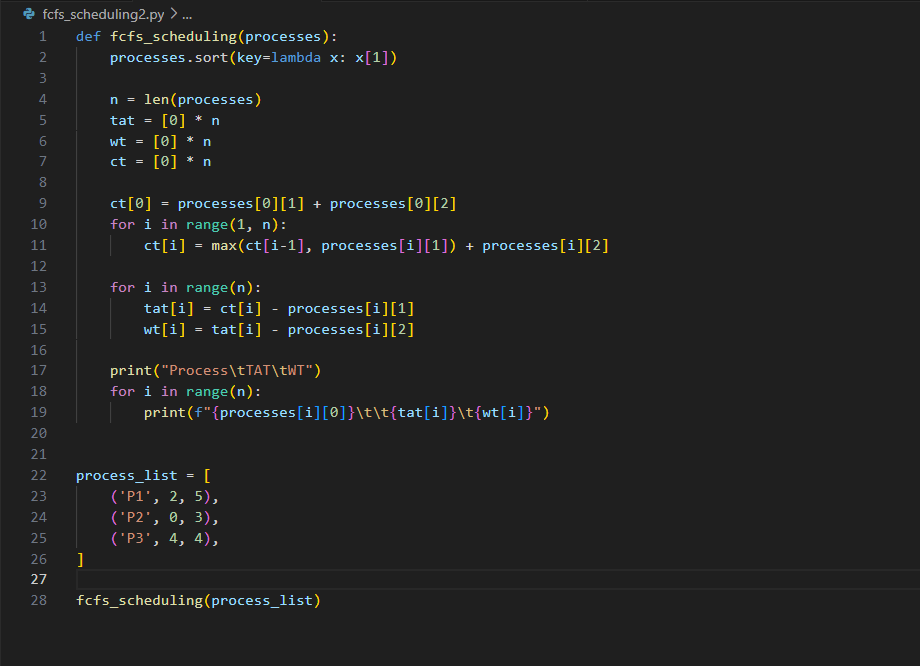 fcfs_scheduling2.py > ...
1 def fcfs_scheduling(processes):
2     processes.sort(key=lambda x: x[1])
3
4     n = len(processes)
5     tat = [0] * n
6     wt = [0] * n
7     ct = [0] * n
8
9     ct[0] = processes[0][1] + processes[0][2]
10     for i in range(1, n):
11         ct[i] = max(ct[i-1], processes[i][1]) + processes[i][2]
12
13     for i in range(n):
14         tat[i] = ct[i] - processes[i][1]
15         wt[i] = tat[i] - processes[i][2]
16
17     print("Process\tTAT\tWT")
18     for i in range(n):
19         print(f"{processes[i][0]}\t\t{tat[i]}\t{wt[i]}")
20
21
22 process_list = [
23     ('P1', 2, 5),
24     ('P2', 0, 3),
25     ('P3', 4, 4),
26 ]
27
28 fcfs_scheduling(process_list)